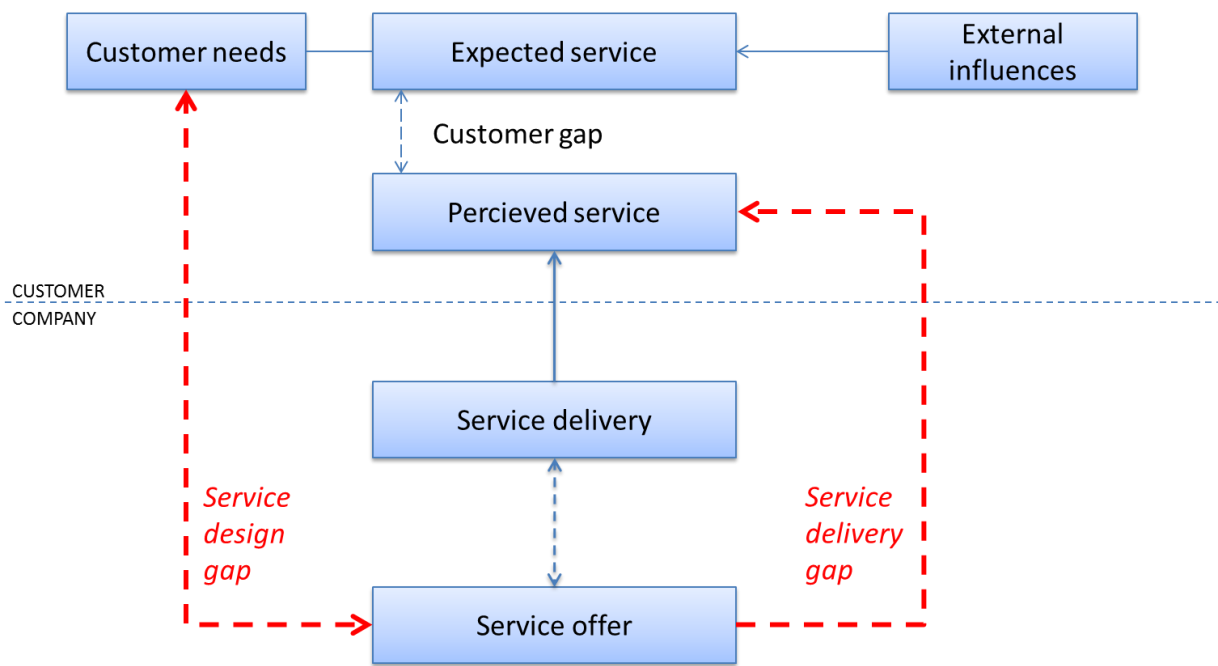 Customer needs
Expected service
External
influences
Customer gap
Percieved service
CUSTOMER
COMPANY
Service delivery
Service
design
gap
Service
delivery
gap
Service offer